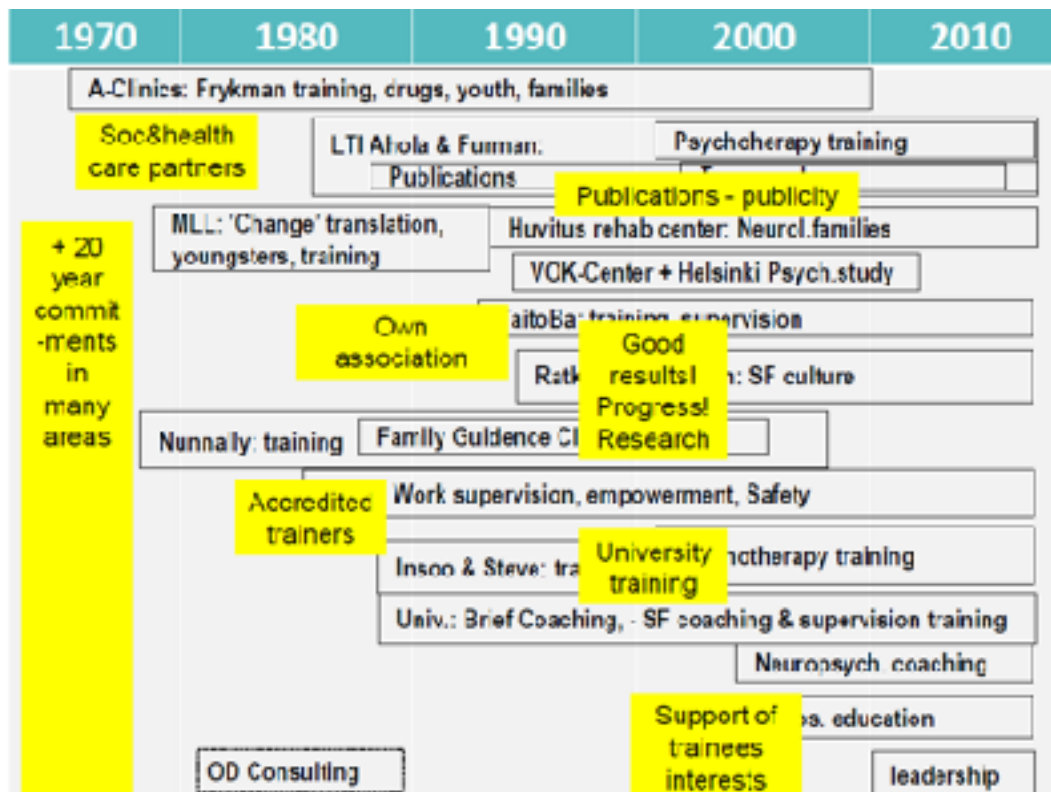 1970 1980 1990 2000 2010
A-Clinics: Frykman training, drugs, youth, families
Soc&health
care partners
LTI Ahola & Furman:
Psychcherapy training
Publications
Publications - publicity
MLL: 'Change' translation,
youngsters, training
Huvitus rehab center: Neurcl.families
+ 20
year
commit
-ments
in
many
areas
VCK-Center + Helsinki Psych.study
training, supervision
Own
association
Good
results!
Progress!
Research
Ratk
: SF culture
Nunnally: training
Family Guidence
Work supervision, empowerment, Safety
Accredited
trainers
Insoo & Steve:
University
training
training
Univ.: Brief Coaching, - SF coaching & supervision training
Neuropsych. coaching
Support of
trainees
interests
education
OD Consulting
leadership